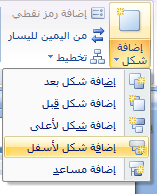 إضافة شكل
إضافة رمز نقطي
من اليمين لليسار
تخطيط
إضافة شكل بعد
إضافة شكل قبل
إضافة شكل لأعلى
إضافة شكل لأسفل
إضافة مساعد